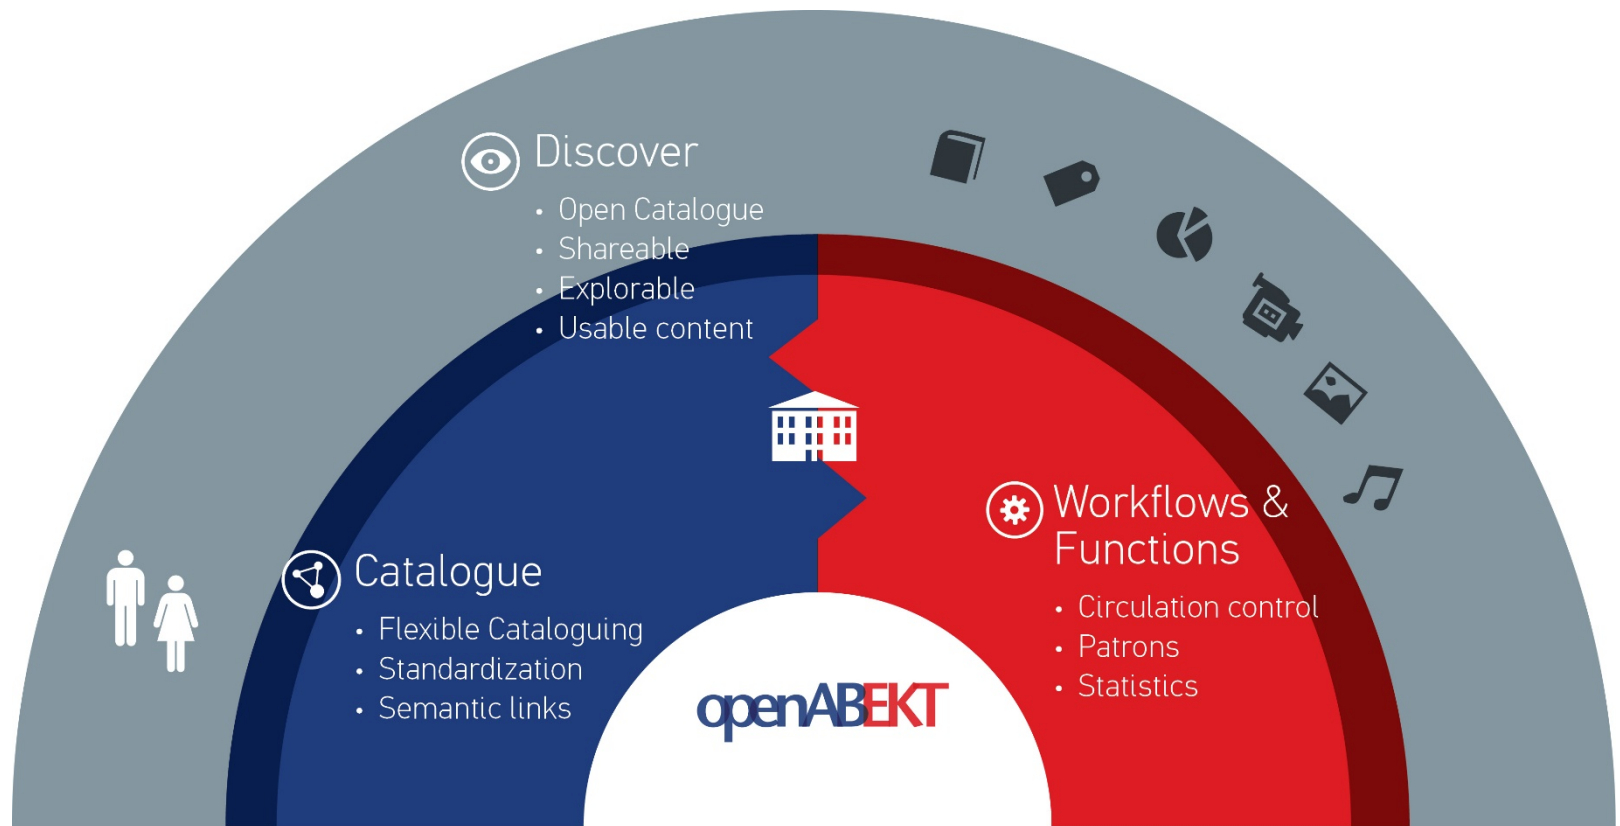 Discover
• Open Catalogue
• Shareable
• Explorable
• Usable content
Catalogue
• Flexible Cataloguing
• Standardization
• Semantic links
Workflows &
Functions
• Circulation control
• Patrons
• Statistics
openABEKT